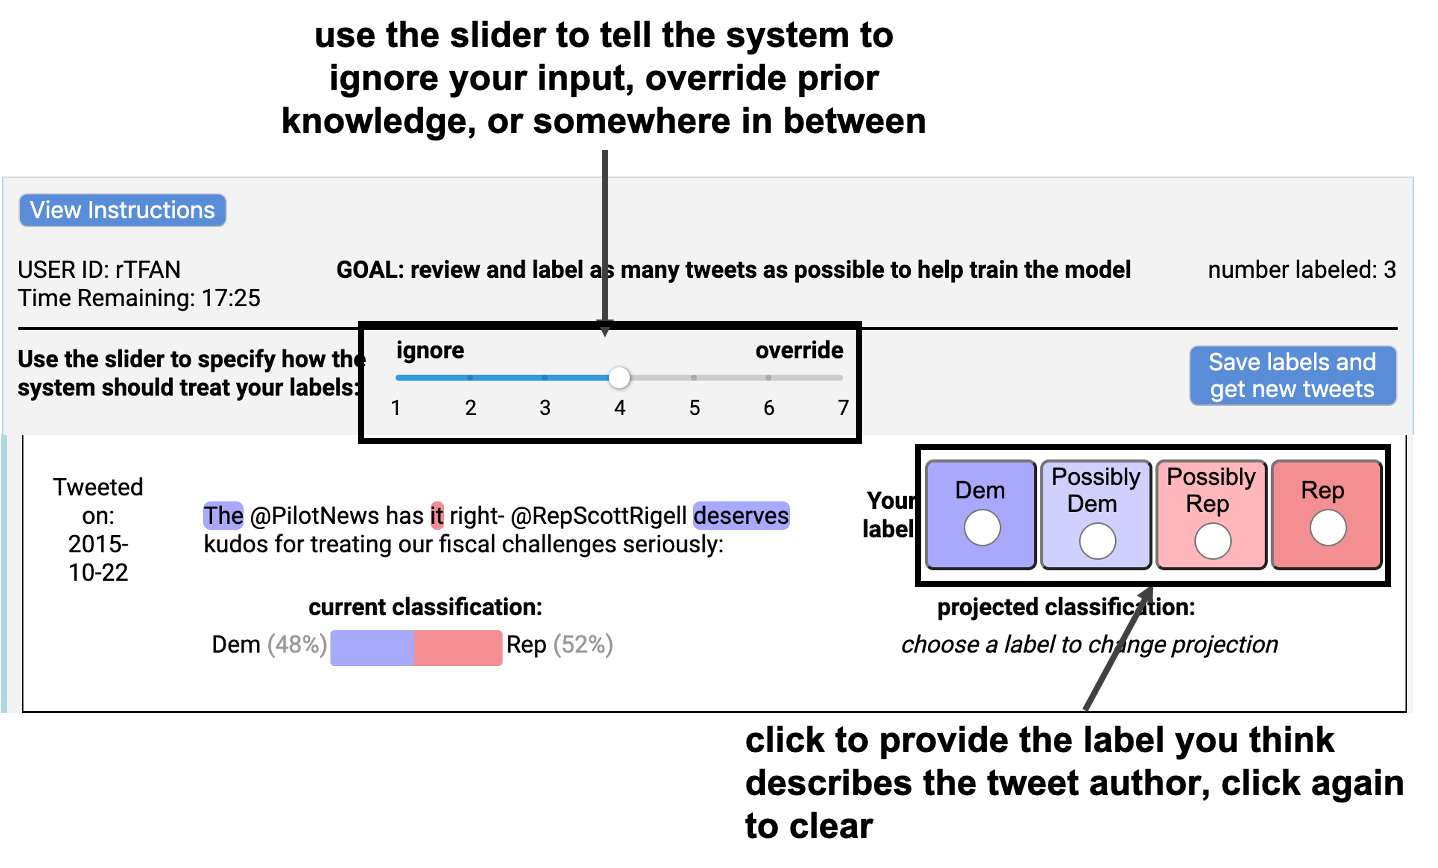 use the slider to tell the system to
ignore your input, override prior
knowledge, or somewhere in between
View Instructions
USER ID: rTFAN
GOAL: review and label as many tweets as possible to help train the model
number labeled: 3
Time Remaining: 17:25
Use the slider to specify how the
system should treat your labels:
ignore
override
1 2 3 4 5 6 7
Save labels and
get new tweets
Tweeted
on:
2015-
10-22
The @PilotNews has it right- @RepScottRigell deserves
kudos for treating our fiscal challenges seriously:
Your
label
Dem
Possibly
Dem
Possibly
Rep
Rep
current classification:
Dem (48%)
Rep (52%)
projected classification:
choose a label to change projection
click to provide the label you think
describes the tweet author, click again
to clear